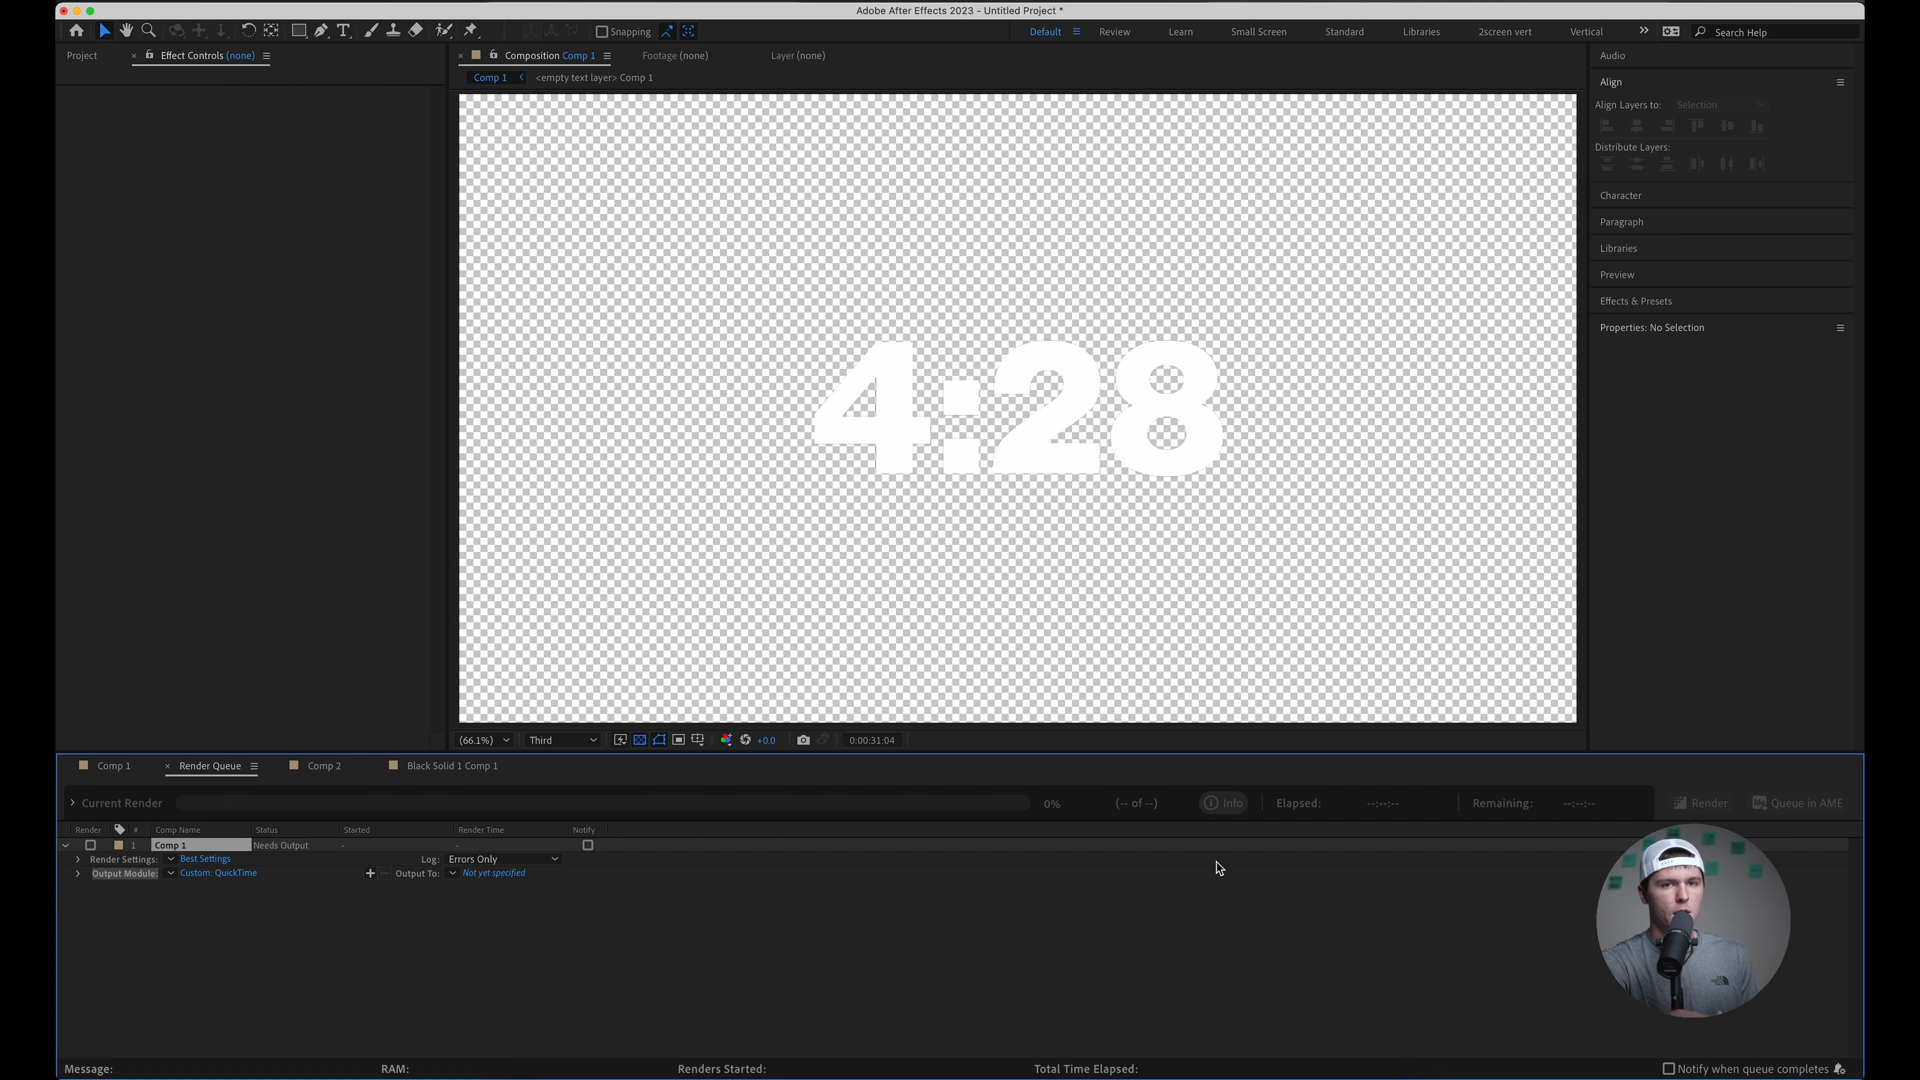 Adobe After Effects 2023 - Untitled Project *
Snapping
Default
Review
Learn
Small Screen
Standard
Libraries
2screen vert
Vertical
Search Help
Project
Effect Controls (none)
Composition Comp 1
Footage (none)
Layer (none)
Comp 1
<empty text layer> Comp 1
Audio
Align
Align Layers to: Selection
Distribute Layers:
Character
Paragraph
Libraries
Preview
Effects & Presets
Properties: No Selection
4:28
(66.1%)
Third
+0.0
0:00:31:04
Comp 1
Render Queue
Comp 2
Black Solid 1 Comp 1
Current Render
0%
(-- of --)
Info
Elapsed: --:--:--
Remaining: --:--:--
Render
Queue in AME
Render # Comp Name Status Started Render Time Notify
1 Comp 1 Needs Output - -
Render Settings: Best Settings Log: Errors Only
Output Module: Custom: QuickTime Output To: Not yet specified
Message: RAM: Renders Started: Total Time Elapsed: Notify when queue completes